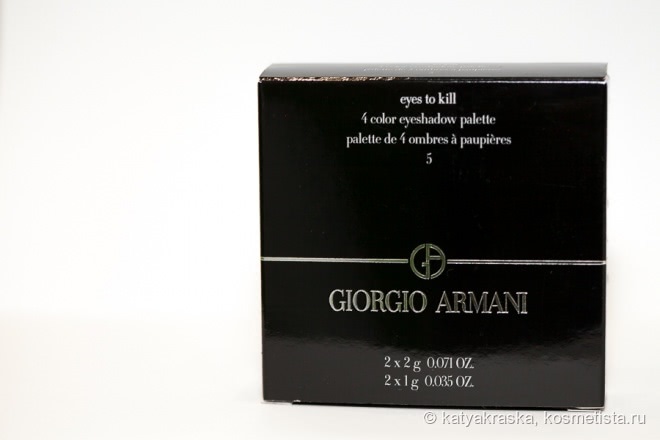 eyes to kill
4 color eyeshadow palette
palette de 4 ombres à paupières
5
GIORGIO ARMANI
2 x 2 g 0.071 OZ.
2 x 1 g 0.035 OZ.
© katyakraska, kosmetista.ru